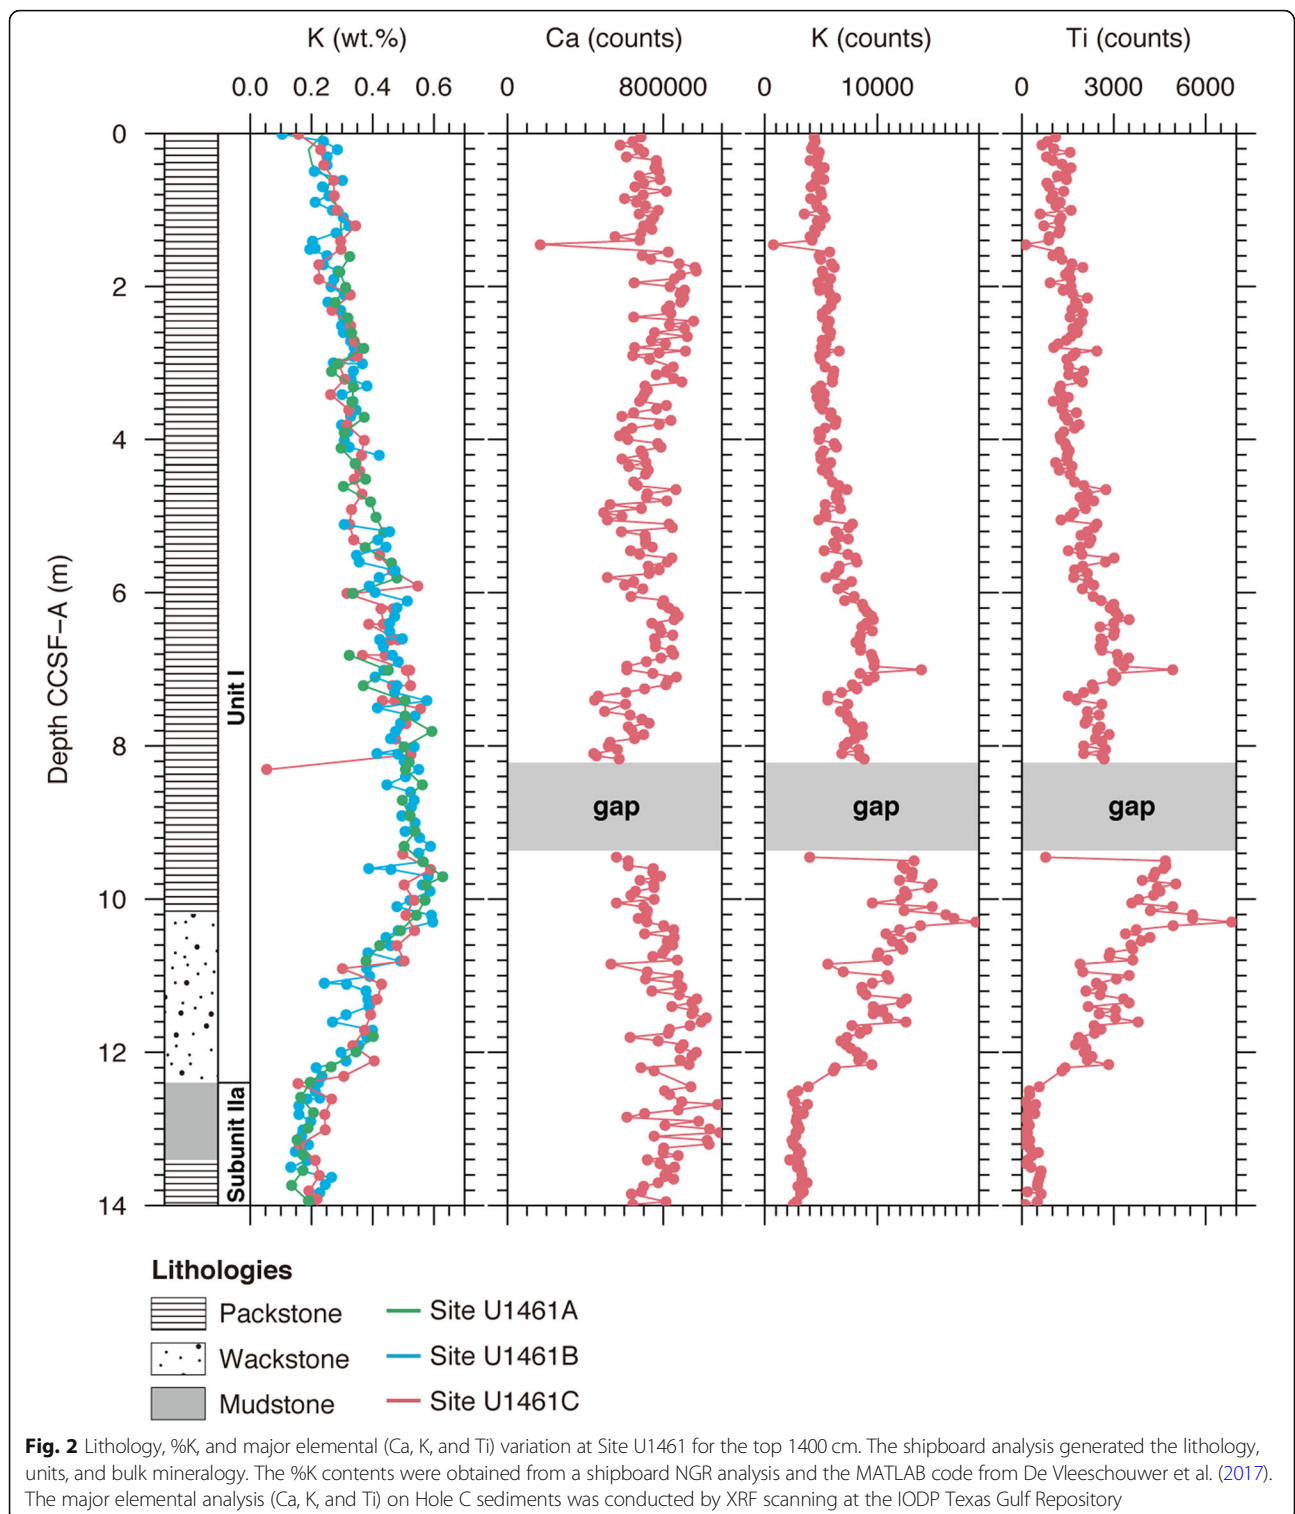 K (wt.%) Ca (counts) K (counts) Ti (counts)
0.0 0.2 0.4 0.6 0 8000000 0 10000 0 3000 6000
0
2
4
6
8
10
12
14
Depth CCSF–A (m)
Unit I
Subunit IIa
gap gap gap
Lithologies
Packstone Site U1461A
Wackstone Site U1461B
Mudstone Site U1461C
Fig. 2 Lithology, %K, and major elemental (Ca, K, and Ti) variation at Site U1461 for the top 1400 cm. The shipboard analysis generated the lithology,
units, and bulk mineralogy. The %K contents were obtained from a shipboard NGR analysis and the MATLAB code from De Vleeschouwer et al. (2017).
The major elemental analysis (Ca, K, and Ti) on Hole C sediments was conducted by XRF scanning at the IODP Texas Gulf Repository